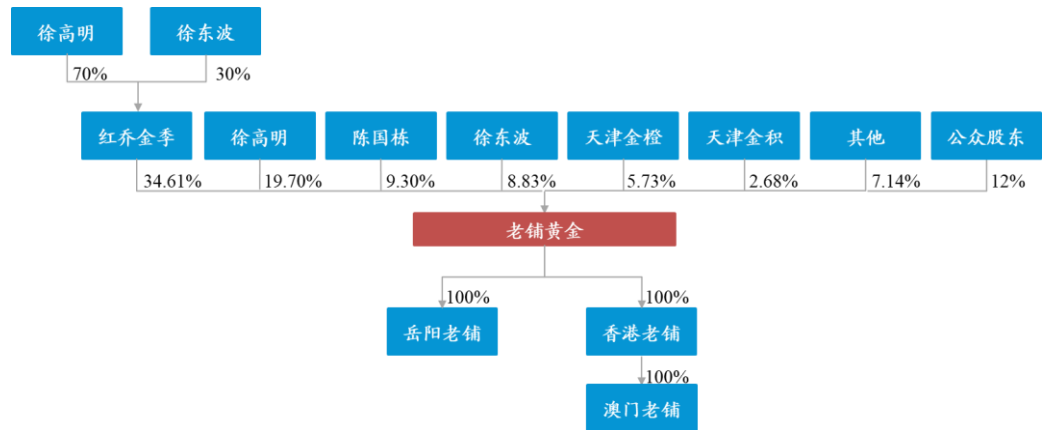 徐高明
徐东波
70%
30%
红乔金季
徐高明
陈国栋
徐东波
天津金橙
天津金积
其他
公众股东
34.61%
19.70%
9.30%
8.83%
5.73%
2.68%
7.14%
12%
老铺黄金
100%
100%
岳阳老铺
香港老铺
100%
澳门老铺